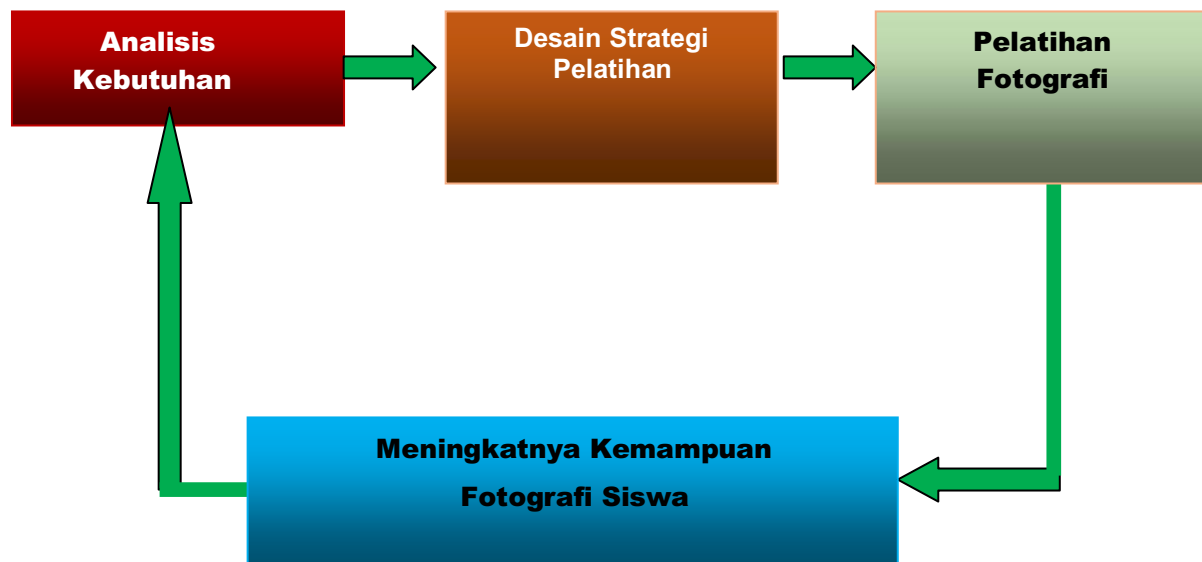 Analisis
Kebutuhan
Desain Strategi
Pelatihan
Pelatihan
Fotografi
Meningkatnya Kemampuan
Fotografi Siswa